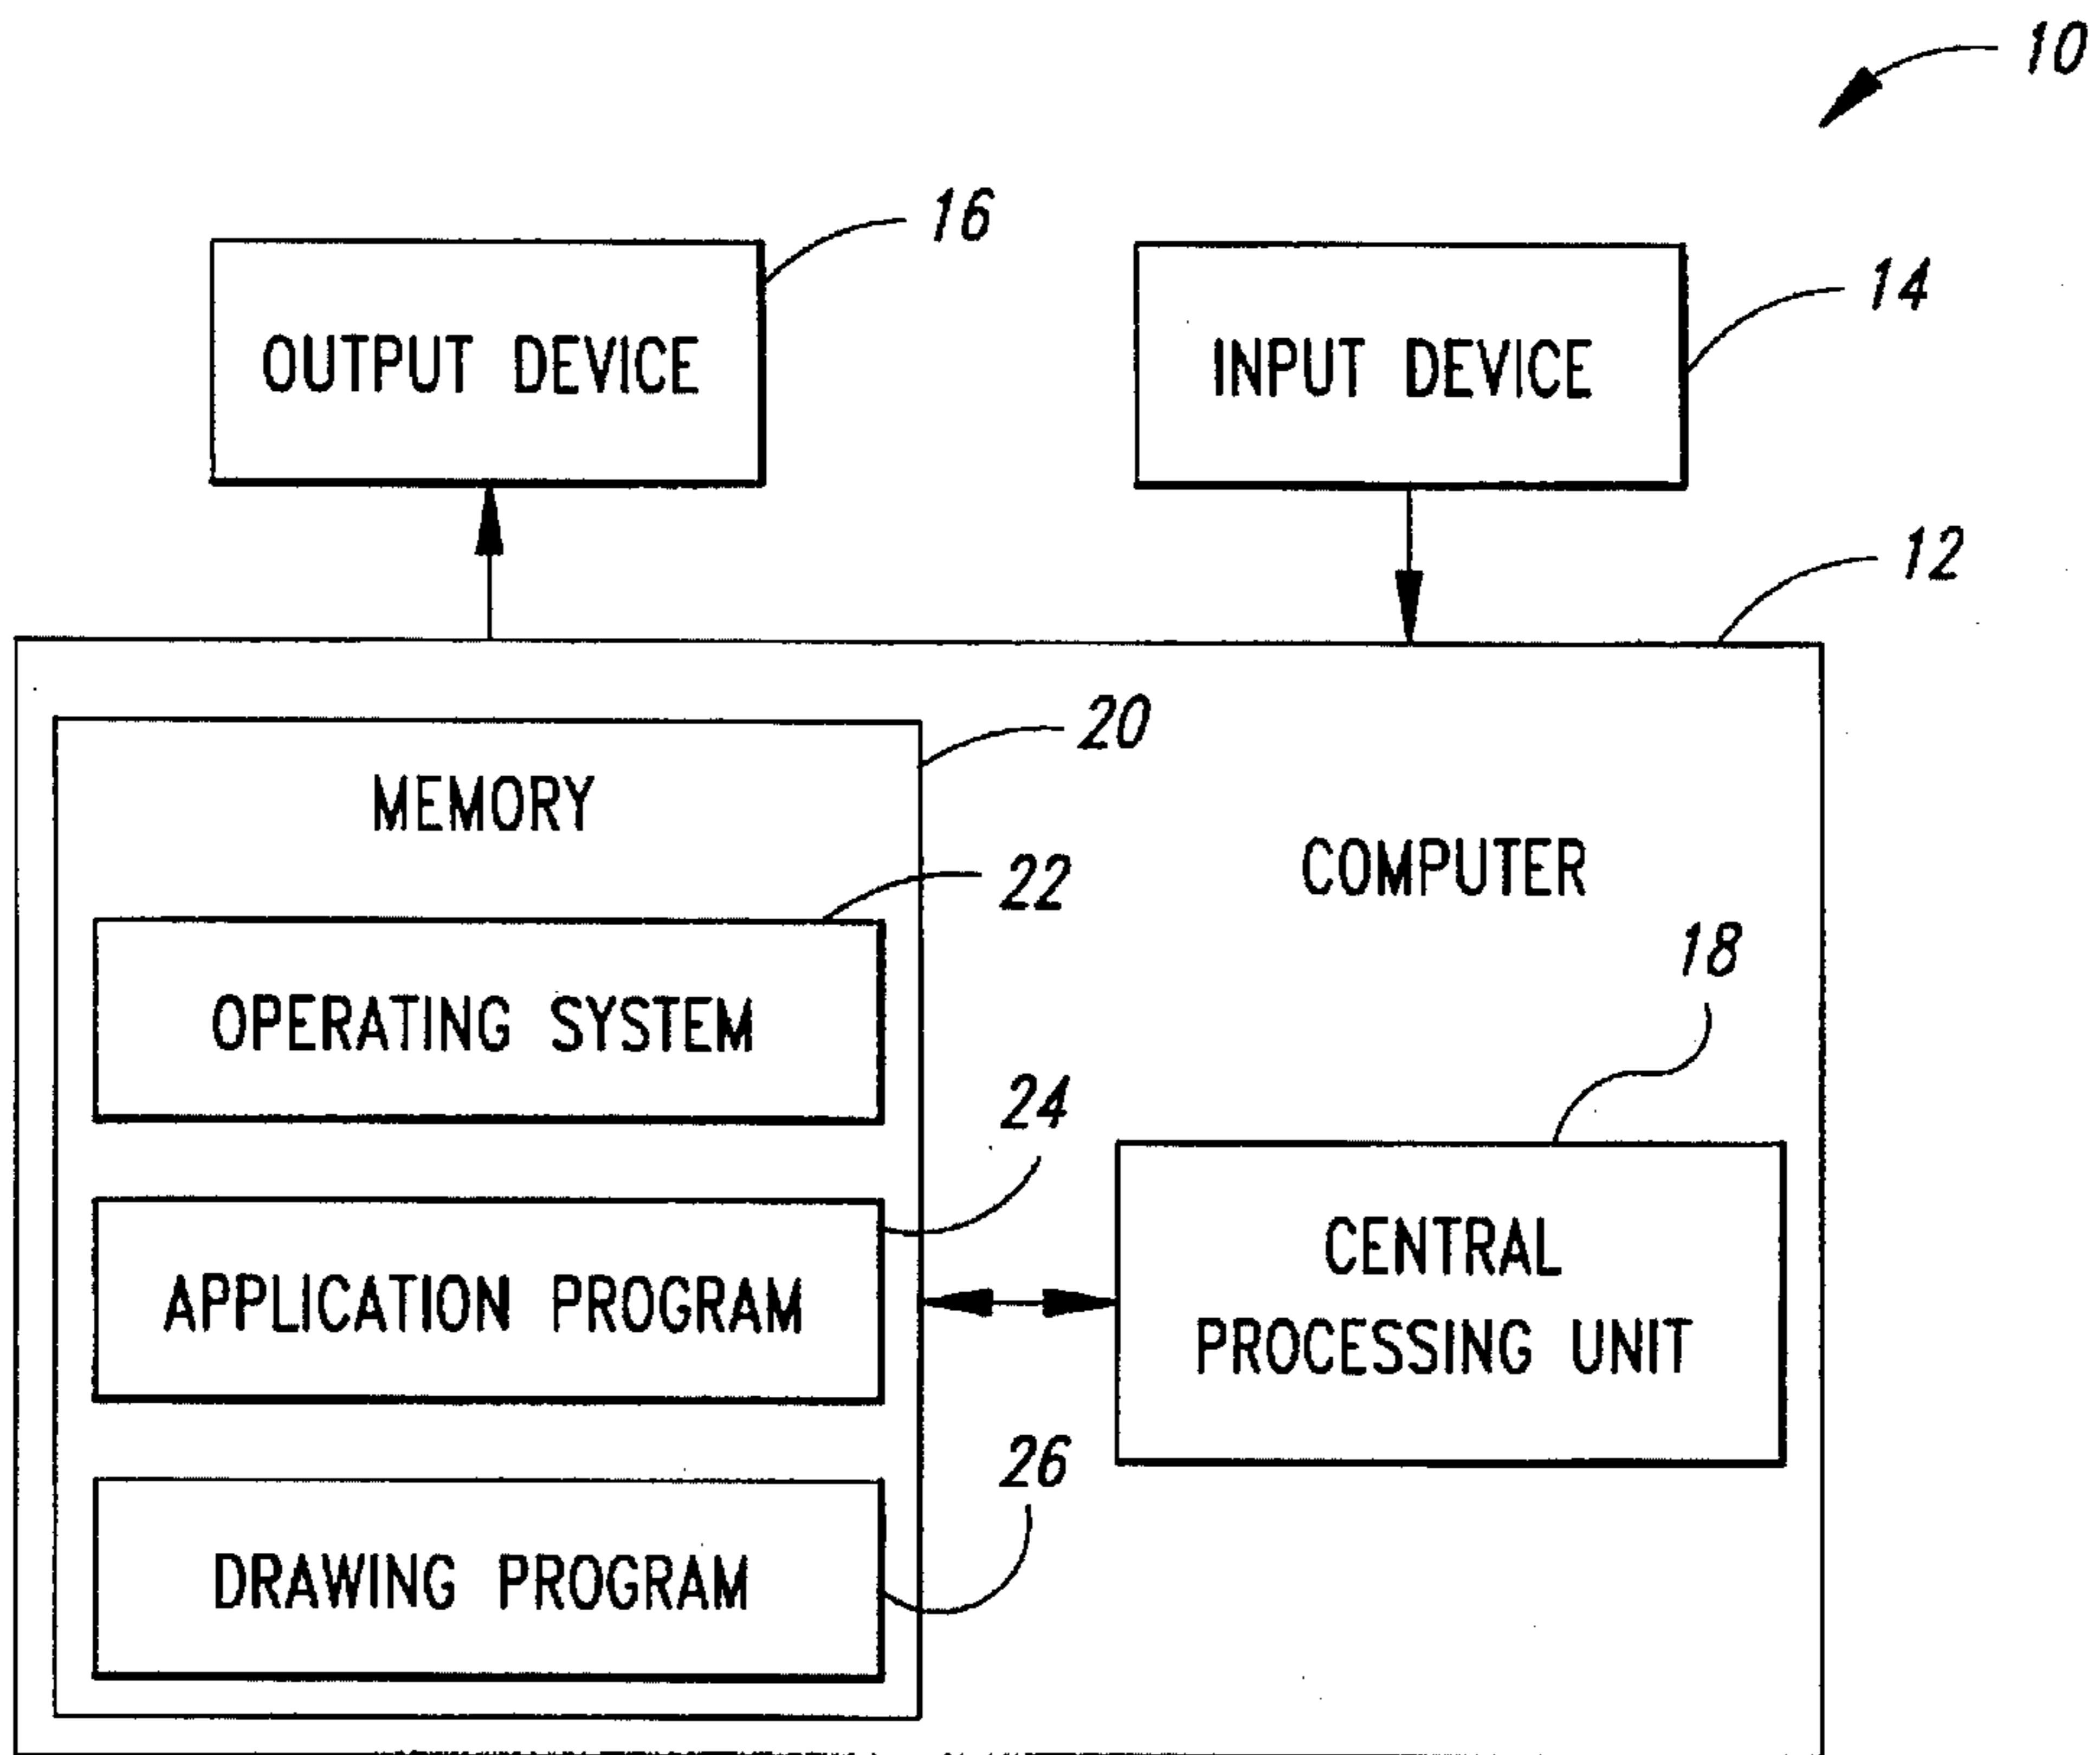 10
16
OUTPUT DEVICE
14
INPUT DEVICE
12
20
MEMORY
COMPUTER
22
OPERATING SYSTEM
18
24
APPLICATION PROGRAM
CENTRAL
PROCESSING UNIT
26
DRAWING PROGRAM